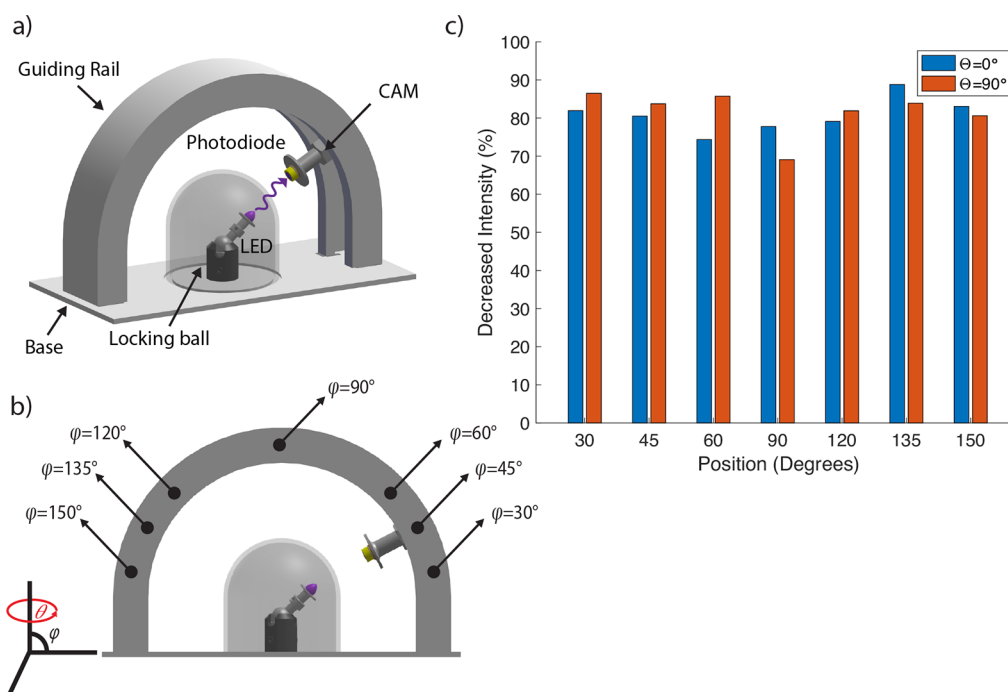 a)
Guiding Rail
CAM
Photodiode
LED
Locking ball
Base
b)
φ=90°
φ=120°
φ=60°
φ=135°
φ=45°
φ=150°
φ=30°
θ
φ
c)
100
90
80
70
60
50
40
30
20
10
0
Decreased Intensity (%)
Θ=0°
Θ=90°
30 45 60 90 120 135 150
Position (Degrees)